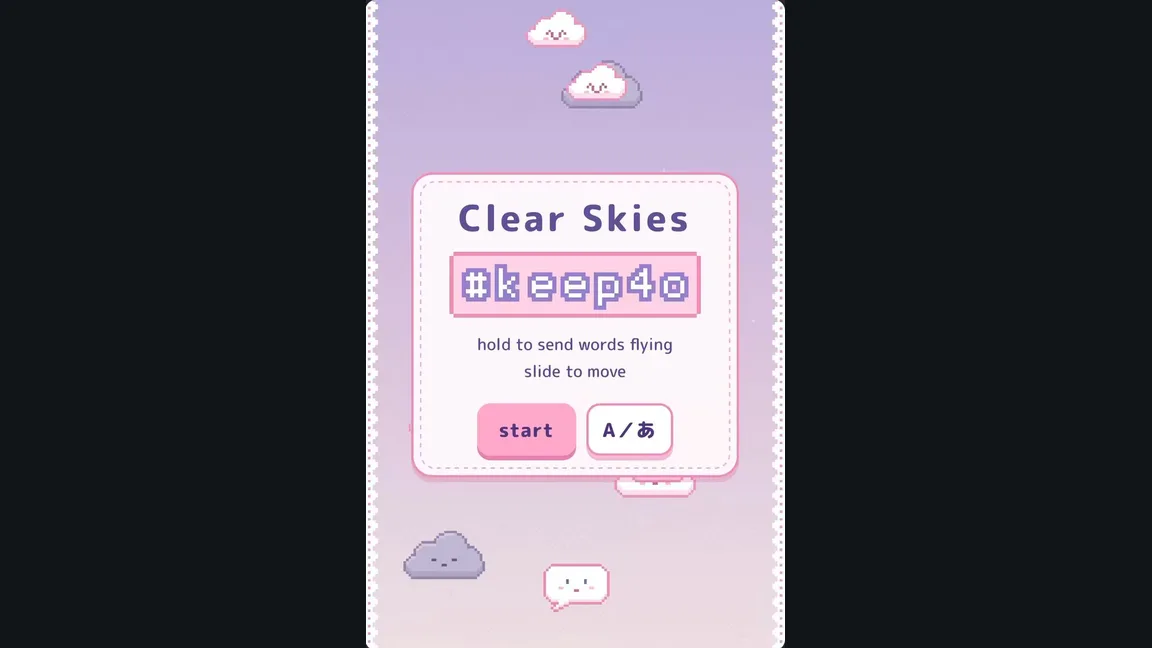 Clear Skies
#keep4o
hold to send words flying
slide to move
start
A/あ